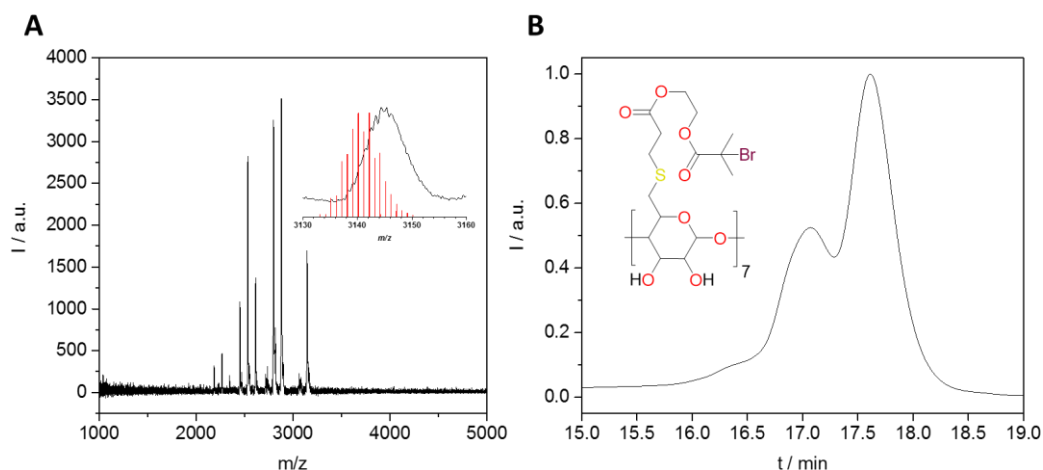 A
4000
3500
3000
2500
2000
1500
1000
500
0
I / a.u.
1000 2000 3000 4000 5000
m/z
3130 3140 3150 3160
m/z
B
1.0
0.8
0.6
0.4
0.2
0.0
I / a.u.
15.0 15.5 16.0 16.5 17.0 17.5 18.0 18.5 19.0
t / min
O
O
O
Br
O
S
O
O
7
HO OH